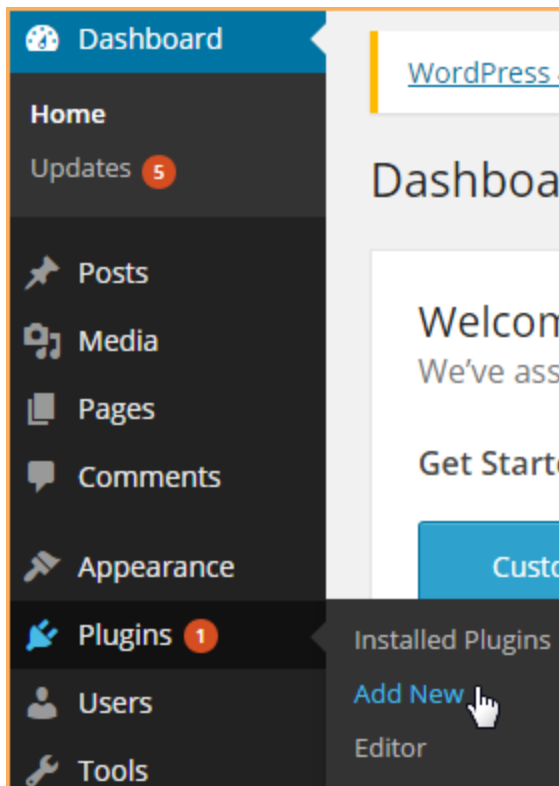 Dashboard
Home
Updates 5
Posts
Media
Pages
Comments
Appearance
Plugins 1
Users
Tools
WordPress
Dashboa
Welcom
We've ass
Get Start
Custo
Installed Plugins
Add New
Editor